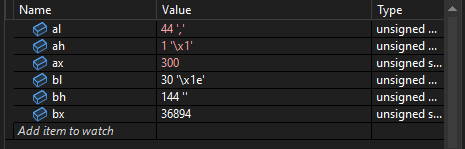 Name Value Type
al 44 ',' unsigned ...
ah 1 '\x1' unsigned ...
ax 300 unsigned s...
bl 30 '\x1e' unsigned ...
bh 144 '' unsigned ...
bx 36894 unsigned s...
Add item to watch